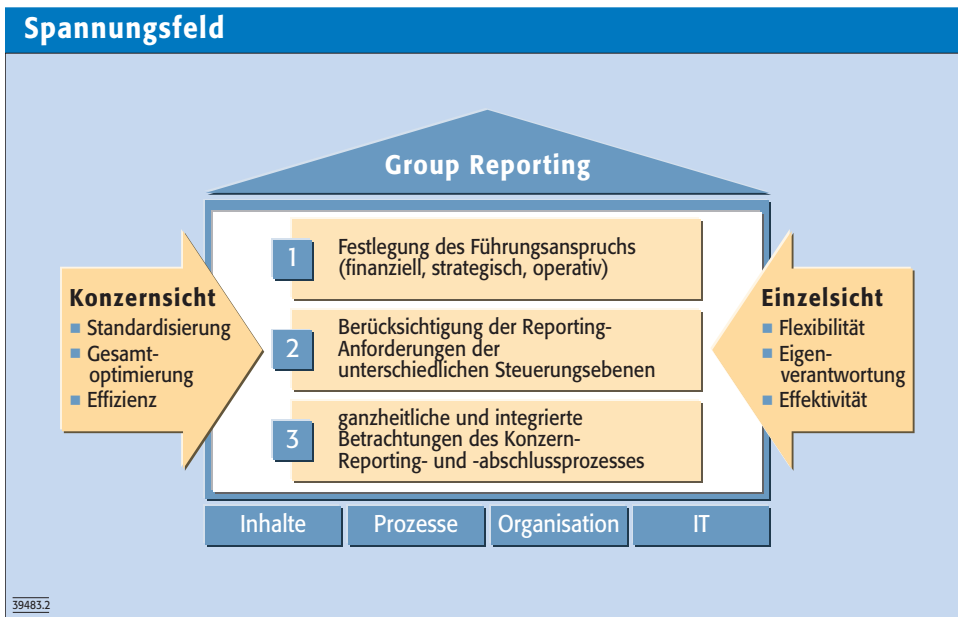 Spannungsfeld
Group Reporting
Konzernsicht
Standardisierung
Gesamt-
optimierung
Effizienz
1
Festlegung des Führungsanspruchs
(finanziell, strategisch, operativ)
2
Berücksichtigung der Reporting-
Anforderungen der
unterschiedlichen Steuerungsebenen
3
ganzheitliche und integrierte
Betrachtungen des Konzern-
Reporting- und -abschlussprozesses
Einzelsicht
Flexibilität
Eigen-
verantwortung
Effektivität
Inhalte
Prozesse
Organisation
IT
39483.2